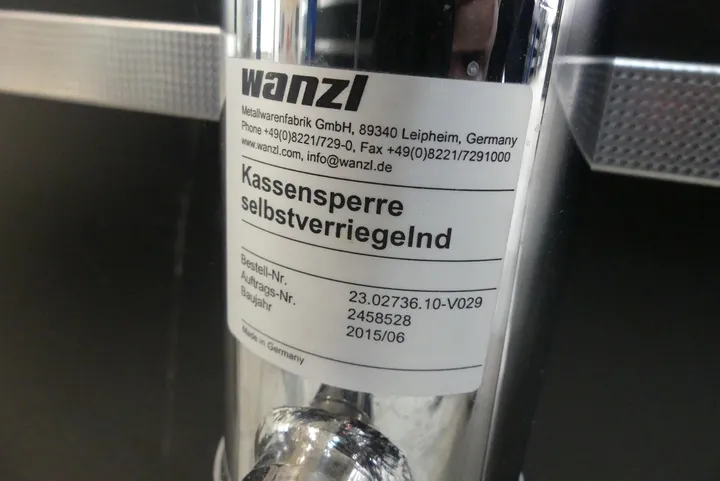 wanzl
Metallwarenfabrik GmbH, 89340 Leipheim, Germany
Phone +49(0)8221/729-0, Fax +49(0)8221/7291000
www.wanzl.com, info@wanzl.de
Kassensperre
selbstverriegelnd
Bestell-Nr. 23.02736.10-V029
Auftrags-Nr. 2458528
Baujahr 2015/06
Made in Germany